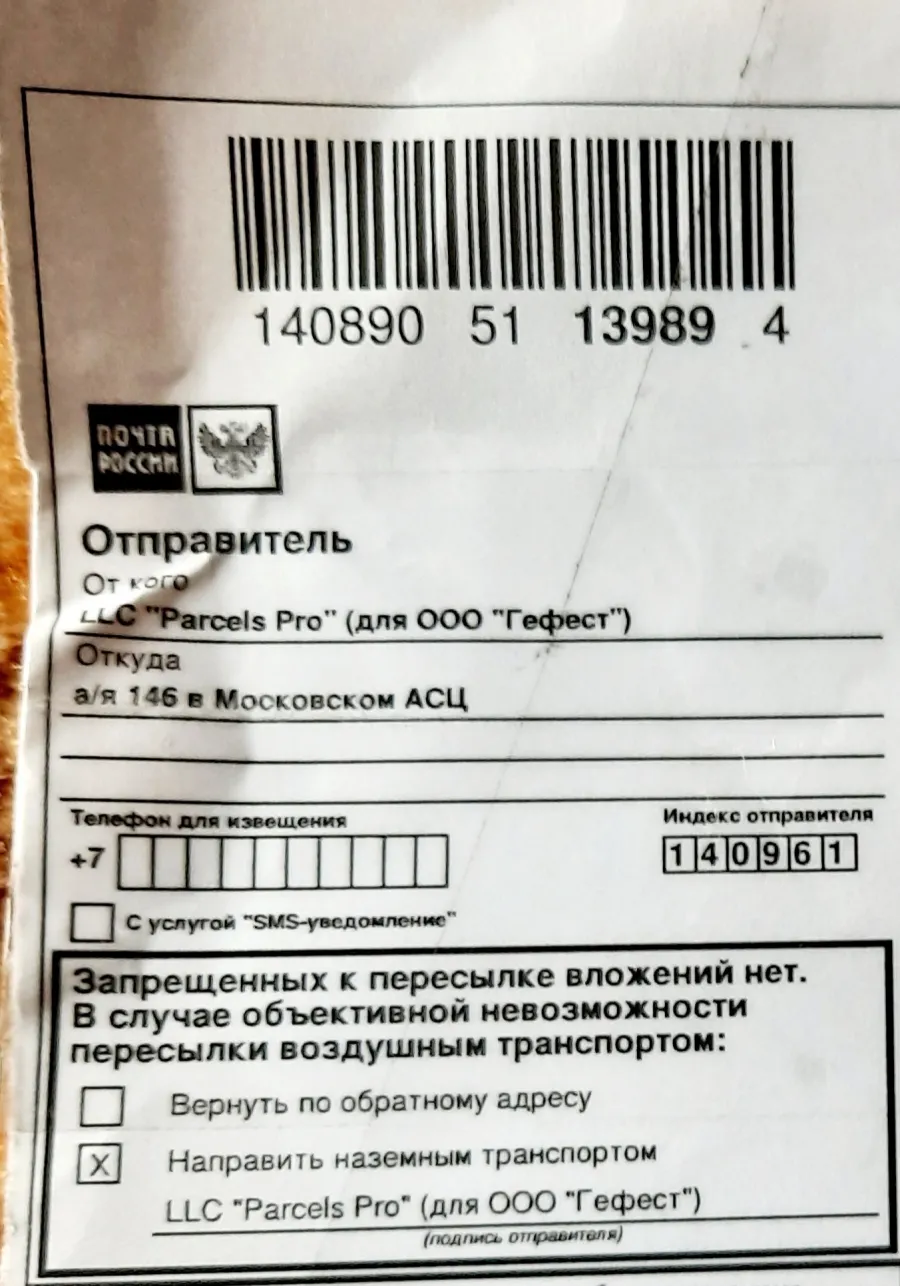 140890 51 13989 4
ПОЧТА
РОССИИ
Отправитель
От кого
LLC "Parcels Pro" (для ООО "Гефест")
Откуда
а/я 146 в Московском АСЦ
Телефон для извещения
Индекс отправителя
+7
140961
С услугой "SMS-уведомление"
Запрещенных к пересылке вложений нет.
В случае объективной невозможности
пересылки воздушным транспортом:
Вернуть по обратному адресу
X Направить наземным транспортом
LLC "Parcels Pro" (для ООО "Гефест")
(подпись отправителя)